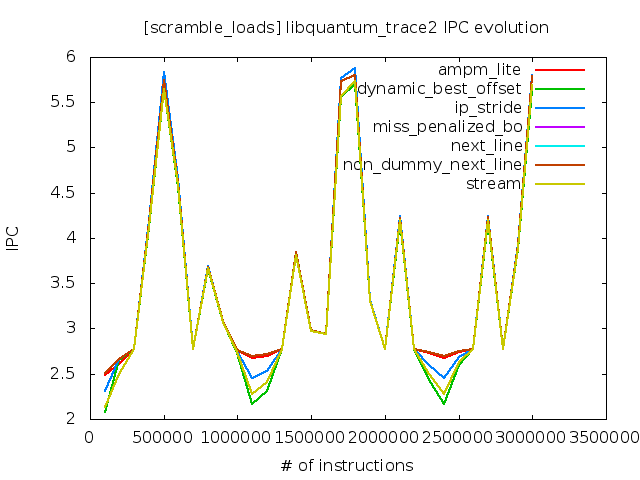 [scramble_loads] libquantum_trace2 IPC evolution
6
5.5
5
4.5
4
3.5
3
2.5
2
IPC
ampm_lite
dynamic_best_offset
ip_stride
miss_penalized_bo
next_line
non_dummy_next_line
stream
0 500000 1000000 1500000 2000000 2500000 3000000 3500000
# of instructions